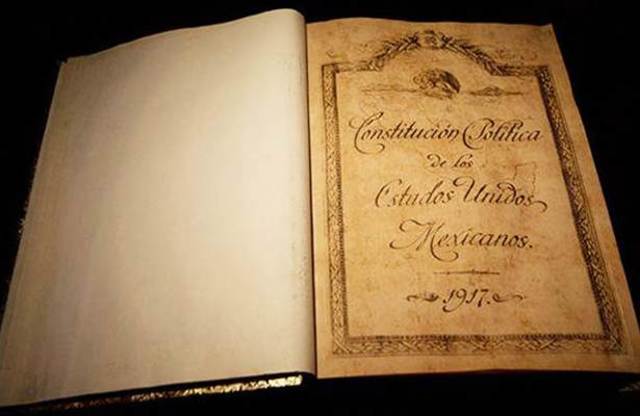 Constitución Política
de los
Estados Unidos
Mexicanos.
1917.